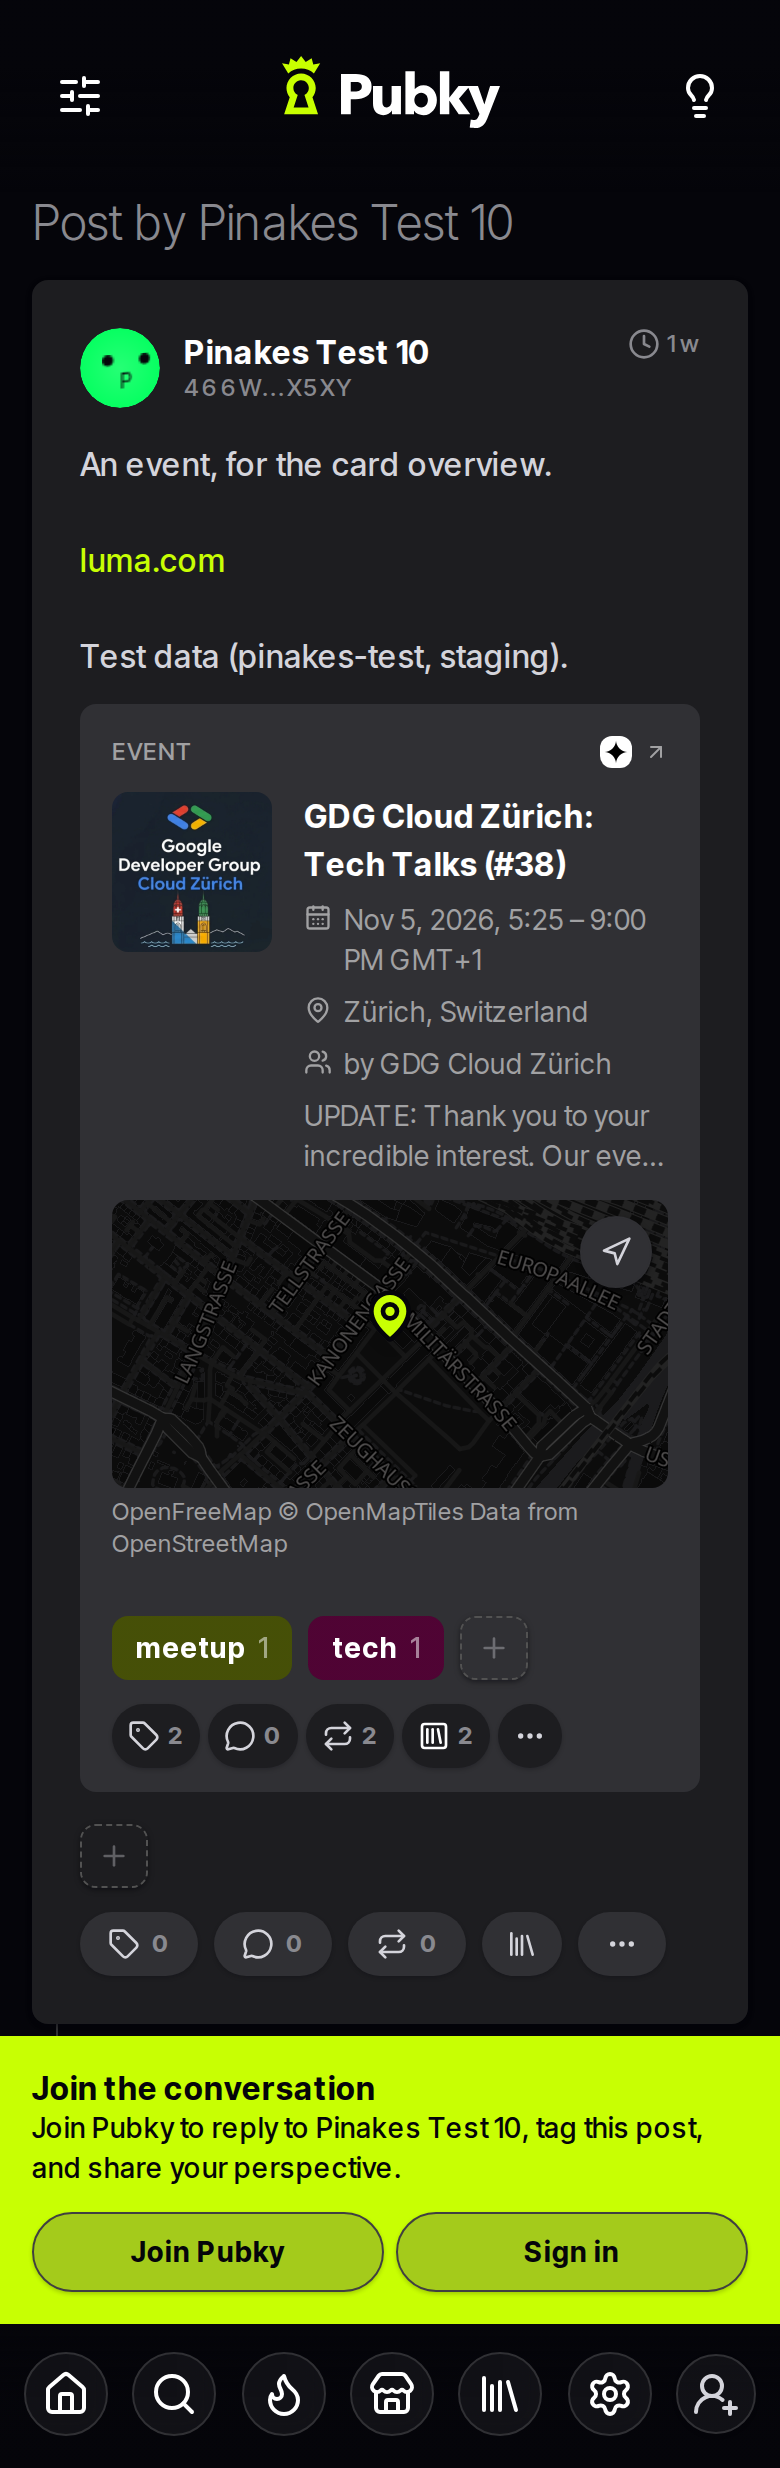 Pubky
Post by Pinakes Test 10
Pinakes Test 10
1w
466W...X5XY
An event, for the card overview.
luma.com
Test data (pinakes-test, staging).
EVENT
Google
Developer Group
Cloud Zürich
GDG Cloud Zürich:
Tech Talks (#38)
Nov 5, 2026, 5:25 – 9:00
PM GMT+1
Zürich, Switzerland
by GDG Cloud Zürich
UPDATE: Thank you to your
incredible interest. Our eve...
LANGSTRASSE
TELLSTRASSE
KANONENGASSE
MILITÄRSTRASSE
EUROPAALLEE
STAD
ZEUGHAUS
ASSE
US
OpenFreeMap © OpenMapTiles Data from
OpenStreetMap
meetup 1 tech 1
2 0 2 2
0 0 0
Join the conversation
Join Pubky to reply to Pinakes Test 10, tag this post,
and share your perspective.
Join Pubky Sign in